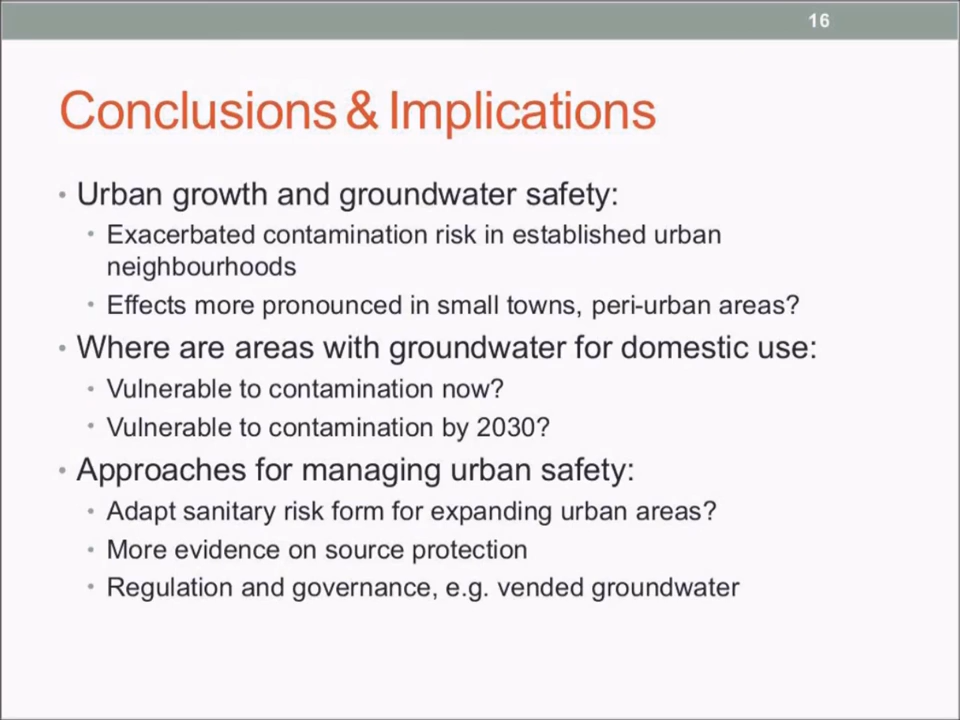 16
Conclusions & Implications
• Urban growth and groundwater safety:
• Exacerbated contamination risk in established urban
neighbourhoods
• Effects more pronounced in small towns, peri-urban areas?
• Where are areas with groundwater for domestic use:
• Vulnerable to contamination now?
• Vulnerable to contamination by 2030?
• Approaches for managing urban safety:
• Adapt sanitary risk form for expanding urban areas?
• More evidence on source protection
• Regulation and governance, e.g. vended groundwater